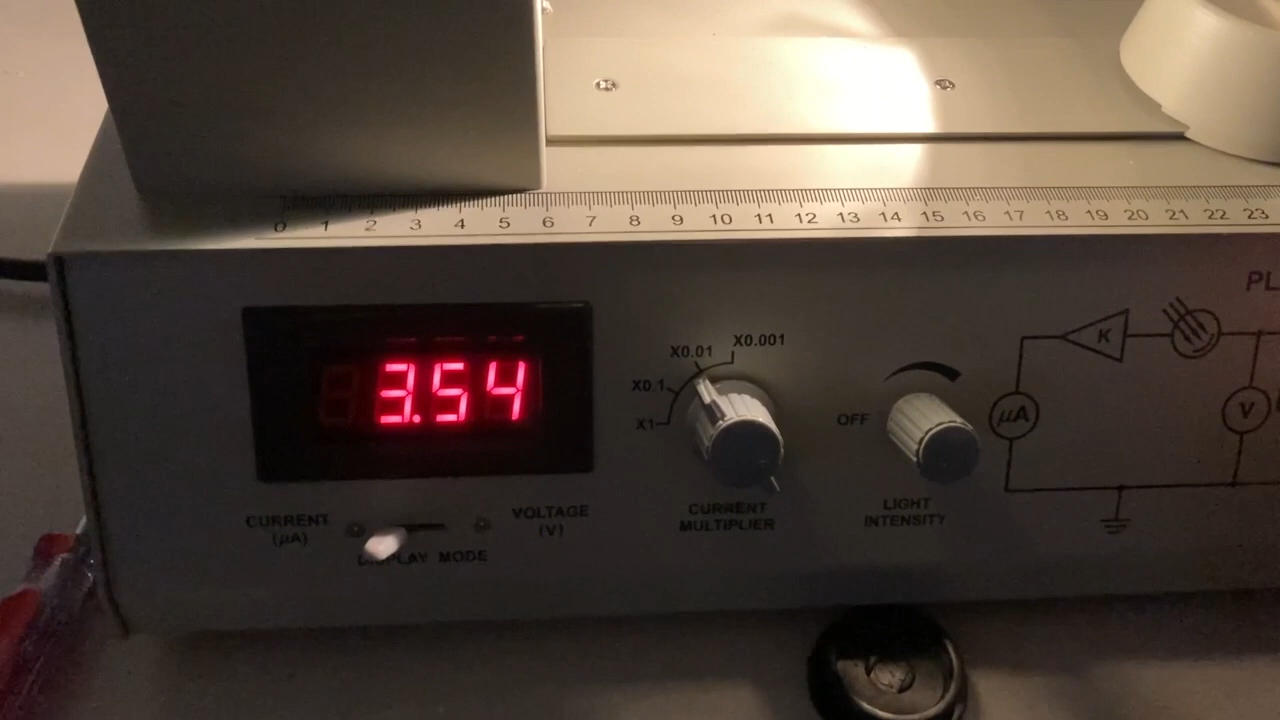 0 1 2 3 4 5 6 7 8 9 10 11 12 13 14 15 16 17 18 19 20 21 22 23
PL
3.54
X0.001
X0.01
X0.1
X1
OFF
K
μA
V
CURRENT
(μA)
VOLTAGE
(V)
DISPLAY MODE
CURRENT
MULTIPLIER
LIGHT
INTENSITY